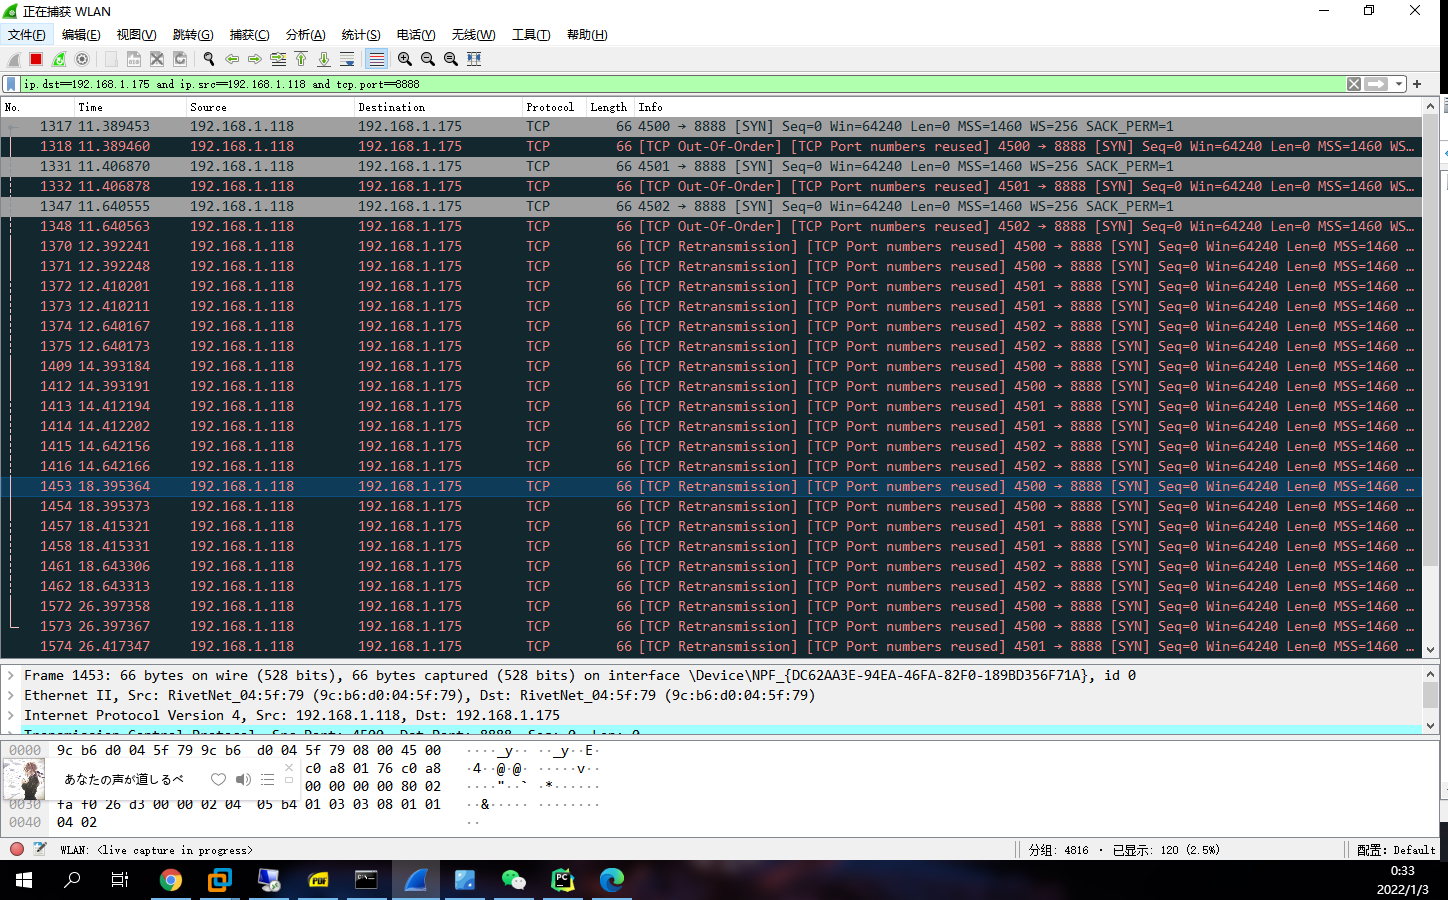 正在捕获 WLAN
文件(F) 编辑(E) 视图(V) 跳转(G) 捕获(C) 分析(A) 统计(S) 电话(Y) 无线(W) 工具(T) 帮助(H)
ip.dst==192.168.1.175 and ip.src==192.168.1.118 and tcp.port==8888
No. Time Source Destination Protocol Length Info
1317 11.389453 192.168.1.118 192.168.1.175 TCP 66 4500 → 8888 [SYN] Seq=0 Win=64240 Len=0 MSS=1460 WS=256 SACK_PERM=1
1318 11.389460 192.168.1.118 192.168.1.175 TCP 66 [TCP Out-Of-Order] [TCP Port numbers reused] 4500 → 8888 [SYN] Seq=0 Win=64240 Len=0 MSS=1460 WS…
1331 11.406870 192.168.1.118 192.168.1.175 TCP 66 4501 → 8888 [SYN] Seq=0 Win=64240 Len=0 MSS=1460 WS=256 SACK_PERM=1
1332 11.406878 192.168.1.118 192.168.1.175 TCP 66 [TCP Out-Of-Order] [TCP Port numbers reused] 4501 → 8888 [SYN] Seq=0 Win=64240 Len=0 MSS=1460 WS…
1347 11.640555 192.168.1.118 192.168.1.175 TCP 66 4502 → 8888 [SYN] Seq=0 Win=64240 Len=0 MSS=1460 WS=256 SACK_PERM=1
1348 11.640563 192.168.1.118 192.168.1.175 TCP 66 [TCP Out-Of-Order] [TCP Port numbers reused] 4502 → 8888 [SYN] Seq=0 Win=64240 Len=0 MSS=1460 WS…
1370 12.392241 192.168.1.118 192.168.1.175 TCP 66 [TCP Retransmission] [TCP Port numbers reused] 4500 → 8888 [SYN] Seq=0 Win=64240 Len=0 MSS=1460 …
1371 12.392248 192.168.1.118 192.168.1.175 TCP 66 [TCP Retransmission] [TCP Port numbers reused] 4500 → 8888 [SYN] Seq=0 Win=64240 Len=0 MSS=1460 …
1372 12.410201 192.168.1.118 192.168.1.175 TCP 66 [TCP Retransmission] [TCP Port numbers reused] 4501 → 8888 [SYN] Seq=0 Win=64240 Len=0 MSS=1460 …
1373 12.410211 192.168.1.118 192.168.1.175 TCP 66 [TCP Retransmission] [TCP Port numbers reused] 4501 → 8888 [SYN] Seq=0 Win=64240 Len=0 MSS=1460 …
1374 12.640167 192.168.1.118 192.168.1.175 TCP 66 [TCP Retransmission] [TCP Port numbers reused] 4502 → 8888 [SYN] Seq=0 Win=64240 Len=0 MSS=1460 …
1375 12.640173 192.168.1.118 192.168.1.175 TCP 66 [TCP Retransmission] [TCP Port numbers reused] 4502 → 8888 [SYN] Seq=0 Win=64240 Len=0 MSS=1460 …
1409 14.393184 192.168.1.118 192.168.1.175 TCP 66 [TCP Retransmission] [TCP Port numbers reused] 4500 → 8888 [SYN] Seq=0 Win=64240 Len=0 MSS=1460 …
1412 14.393191 192.168.1.118 192.168.1.175 TCP 66 [TCP Retransmission] [TCP Port numbers reused] 4500 → 8888 [SYN] Seq=0 Win=64240 Len=0 MSS=1460 …
1413 14.412194 192.168.1.118 192.168.1.175 TCP 66 [TCP Retransmission] [TCP Port numbers reused] 4501 → 8888 [SYN] Seq=0 Win=64240 Len=0 MSS=1460 …
1414 14.412202 192.168.1.118 192.168.1.175 TCP 66 [TCP Retransmission] [TCP Port numbers reused] 4501 → 8888 [SYN] Seq=0 Win=64240 Len=0 MSS=1460 …
1415 14.642156 192.168.1.118 192.168.1.175 TCP 66 [TCP Retransmission] [TCP Port numbers reused] 4502 → 8888 [SYN] Seq=0 Win=64240 Len=0 MSS=1460 …
1416 14.642166 192.168.1.118 192.168.1.175 TCP 66 [TCP Retransmission] [TCP Port numbers reused] 4502 → 8888 [SYN] Seq=0 Win=64240 Len=0 MSS=1460 …
1453 18.395364 192.168.1.118 192.168.1.175 TCP 66 [TCP Retransmission] [TCP Port numbers reused] 4500 → 8888 [SYN] Seq=0 Win=64240 Len=0 MSS=1460 …
1454 18.395373 192.168.1.118 192.168.1.175 TCP 66 [TCP Retransmission] [TCP Port numbers reused] 4500 → 8888 [SYN] Seq=0 Win=64240 Len=0 MSS=1460 …
1457 18.415321 192.168.1.118 192.168.1.175 TCP 66 [TCP Retransmission] [TCP Port numbers reused] 4501 → 8888 [SYN] Seq=0 Win=64240 Len=0 MSS=1460 …
1458 18.415331 192.168.1.118 192.168.1.175 TCP 66 [TCP Retransmission] [TCP Port numbers reused] 4501 → 8888 [SYN] Seq=0 Win=64240 Len=0 MSS=1460 …
1461 18.643306 192.168.1.118 192.168.1.175 TCP 66 [TCP Retransmission] [TCP Port numbers reused] 4502 → 8888 [SYN] Seq=0 Win=64240 Len=0 MSS=1460 …
1462 18.643313 192.168.1.118 192.168.1.175 TCP 66 [TCP Retransmission] [TCP Port numbers reused] 4502 → 8888 [SYN] Seq=0 Win=64240 Len=0 MSS=1460 …
1572 26.397358 192.168.1.118 192.168.1.175 TCP 66 [TCP Retransmission] [TCP Port numbers reused] 4500 → 8888 [SYN] Seq=0 Win=64240 Len=0 MSS=1460 …
1573 26.397367 192.168.1.118 192.168.1.175 TCP 66 [TCP Retransmission] [TCP Port numbers reused] 4500 → 8888 [SYN] Seq=0 Win=64240 Len=0 MSS=1460 …
1574 26.417347 192.168.1.118 192.168.1.175 TCP 66 [TCP Retransmission] [TCP Port numbers reused] 4501 → 8888 [SYN] Seq=0 Win=64240 Len=0 MSS=1460 …
Frame 1453: 66 bytes on wire (528 bits), 66 bytes captured (528 bits) on interface \Device\NPF_{DC62AA3E-94EA-46FA-82F0-189BD356F71A}, id 0
Ethernet II, Src: RivetNet_04:5f:79 (9c:b6:d0:04:5f:79), Dst: RivetNet_04:5f:79 (9c:b6:d0:04:5f:79)
Internet Protocol Version 4, Src: 192.168.1.118, Dst: 192.168.1.175
Transmission Control Protocol, Src Port: 4500, Dst Port: 8888, Seq: 0, Len: 0
0000 9c b6 d0 04 5f 79 9c b6 d0 04 5f 79 08 00 45 00 ····_y·· ··_y··E·
c0 a8 01 76 c0 a8 4··@·@· ···v··
あなたの声が道しるべ
00 00 00 00 80 02 ··"··` ·*······
0030 fa f0 26 d3 00 00 02 04 05 b4 01 03 03 08 01 01 ··&····· ········
0040 04 02 ··
WLAN: <live capture in progress> 分组: 4816 · 已显示: 120 (2.5%) 配置: Default
PDF
PC
0:33
2022/1/3